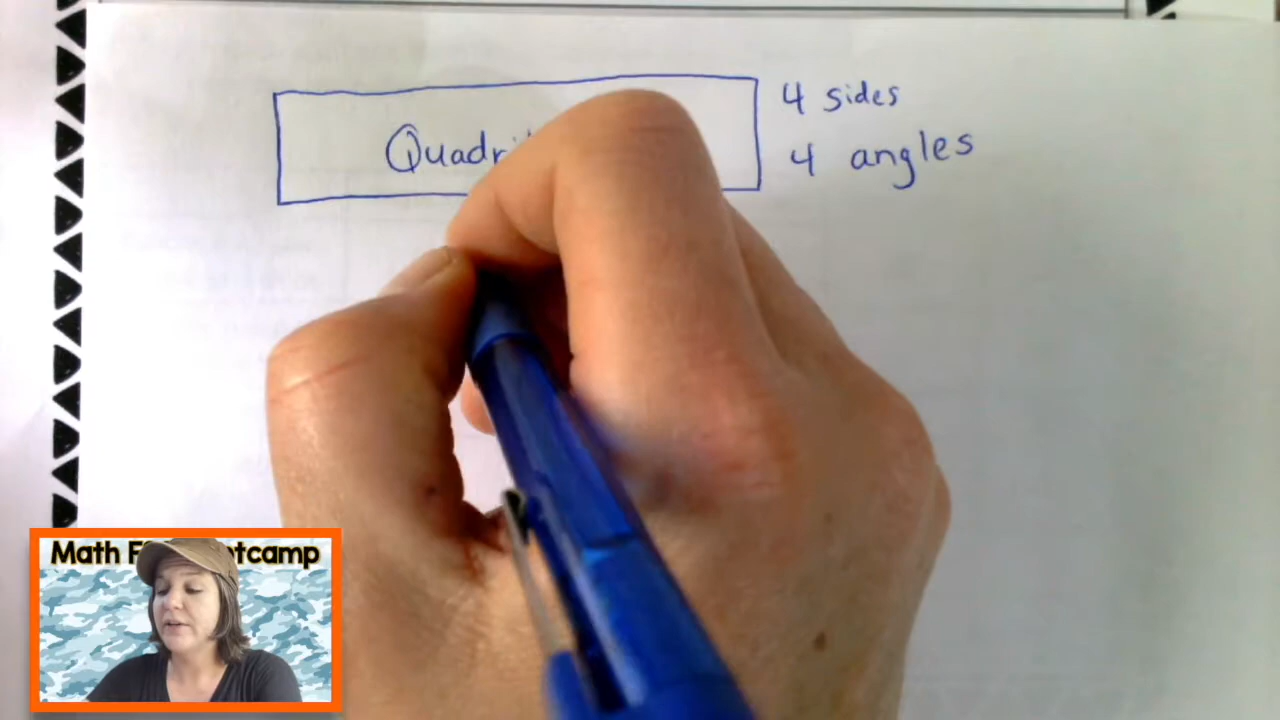 4 sides
Quadri
4 angles
Math F
tcamp